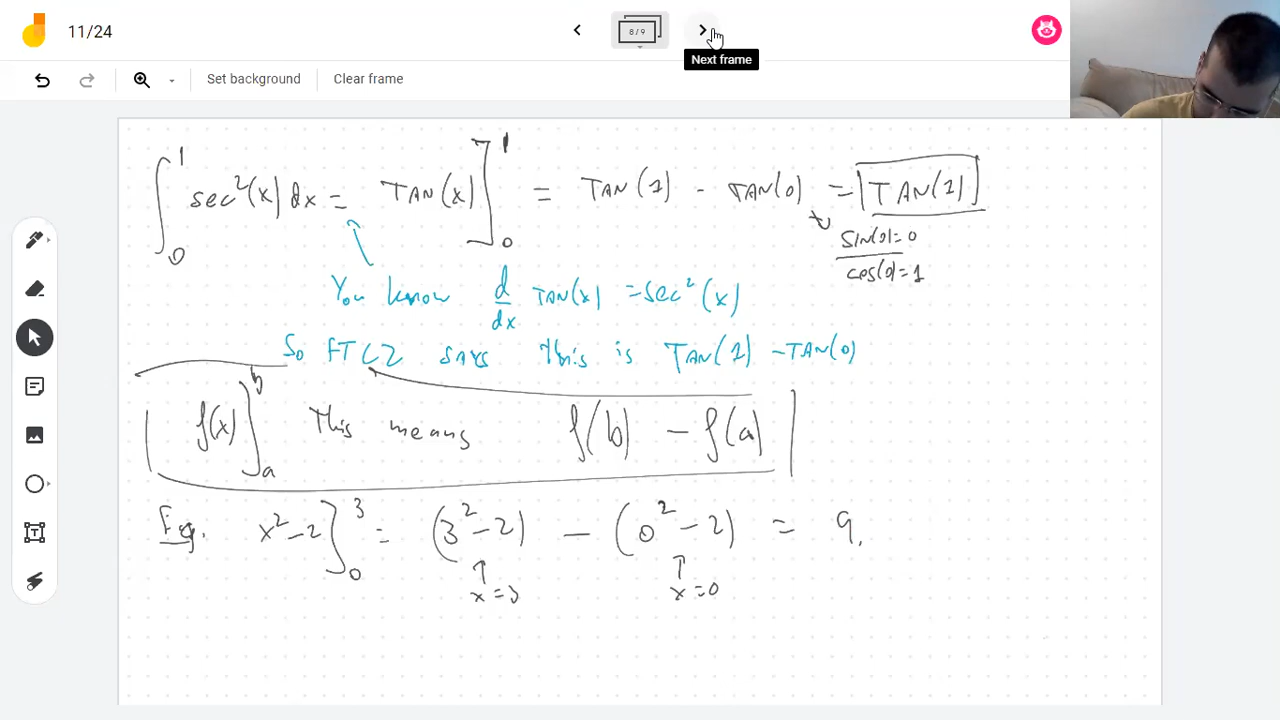 11/24
8/9
Next frame
Set background
Clear frame
∫₀¹ sec²(x) dx = TAN(x)]₀¹ = TAN(1) - TAN(0) = TAN(1)
sin(0)=0
cos(0)=1
You know d/dx TAN(x) = sec²(x)
So FTC2 says this is TAN(1) - TAN(0)
f(x)]ₐᵇ This means f(b) - f(a)
Eg. x²-2]₀³ = (3²-2) - (0²-2) = 9.
x=3 x=0